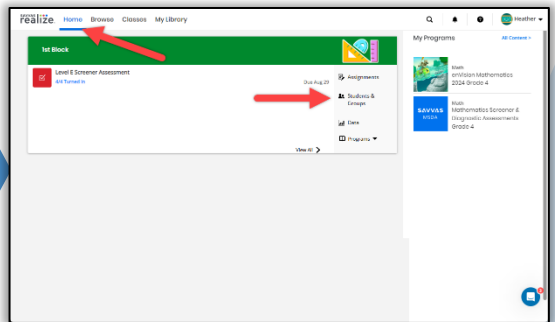 SAVVAS
realize. Home Browse Classes My Library
Heather
1st Block
Level E Screener Assessment
4/4 Turned In
Due Aug 29
Assignments
Students &
Groups
Data
Programs
View All
My Programs
All Content >
Math
enVision Mathematics
2024 Grade 4
SAVVAS
MSDA
Math
Mathematics Screener &
Diagnostic Assessments
Grade 4